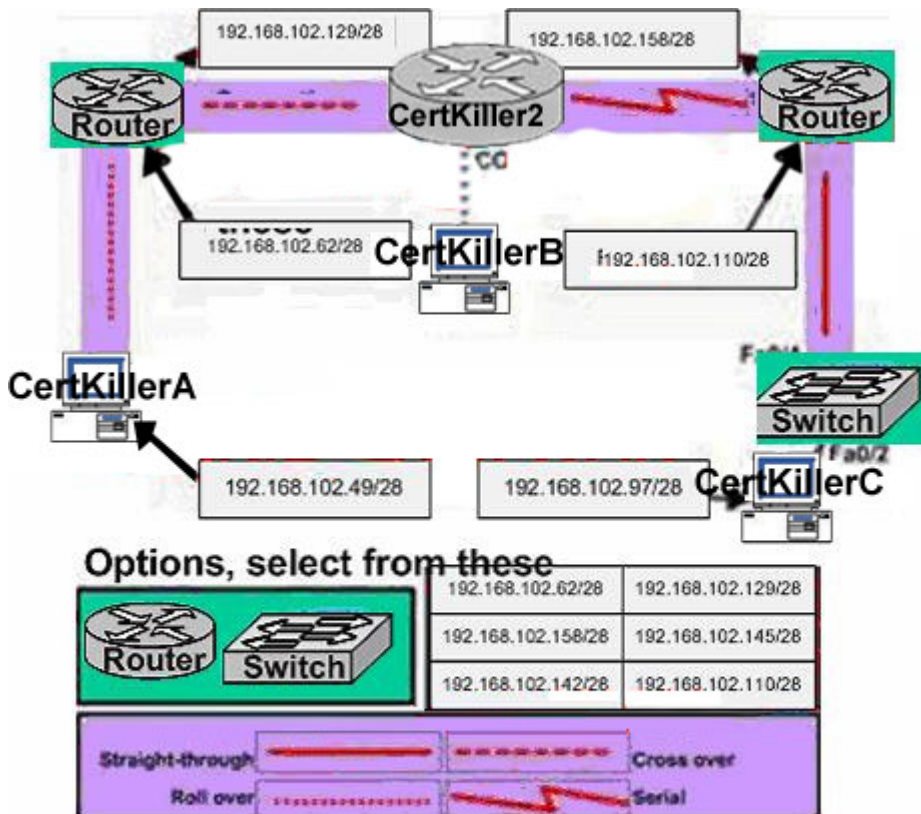 192.168.102.129/28
192.168.102.158/28
Router
CertKiller2
Router
CO
192.168.102.62/28
CertKillerB
f192.168.102.110/28
CertKillerA
Switch
Fa0/2
192.168.102.49/28
192.168.102.97/28
CertKillerC
Options, select from these
Router
Switch
192.168.102.62/28
192.168.102.129/28
192.168.102.158/28
192.168.102.145/28
192.168.102.142/28
192.168.102.110/28
Straight-through
Cross over
Roll over
Serial